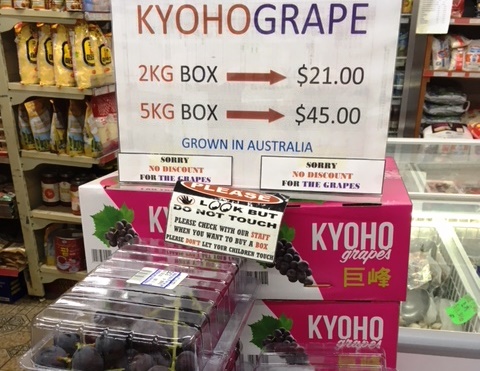 KYOHOGRAPE
2KG BOX → $21.00
5KG BOX → $45.00
GROWN IN AUSTRALIA
SORRY
NO DISCOUNT
FOR THE GRAPES
SORRY
NO DISCOUNT
FOR THE GRAPES
PLEASE
LOOK BUT
DO NOT TOUCH
PLEASE CHECK WITH OUR STAFF
WHEN YOU WANT TO BUY A BOX
PLEASE DON'T LET YOUR CHILDREN TOUCH
KYOHO
grapes
巨峰
KYOHO
grapes